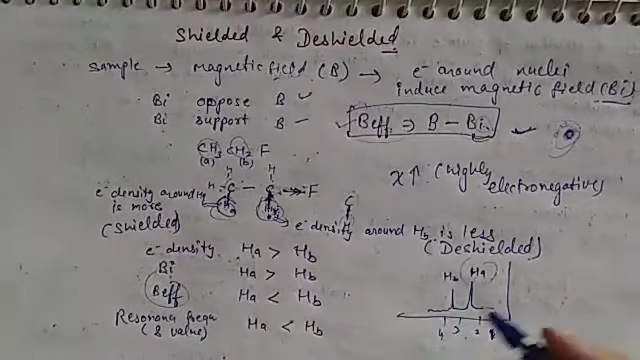 Shielded & Deshielded
Sample → magnetic field (B) → e⁻ around nuclei
induce magnetic field (Bi)
Bi oppose B
Bi support B –
Beff ⇒ B – Bi
CH3 CH2 F
(a) (b)
x↑ (highly
electronegative)
H H
H – C – C → F
C
e⁻ density around Ha
is more
(Shielded)
e⁻ density around Hb is less
(Deshielded)
e⁻ density Ha > Hb
Bi Ha > Hb
Beff Ha < Hb
Resonance freq
(δ value) Ha < Hb
Hb Ha
4 3 2 1